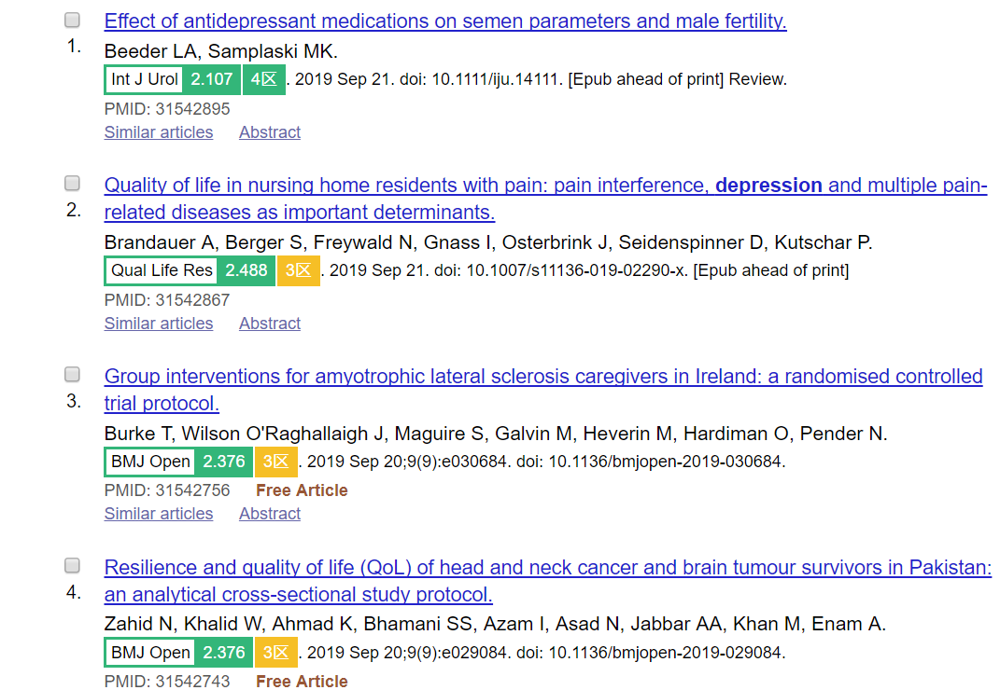 Effect of antidepressant medications on semen parameters and male fertility.
1.
Beeder LA, Samplaski MK.
Int J Urol 2.107 4区. 2019 Sep 21. doi: 10.1111/iju.14111. [Epub ahead of print] Review.
PMID: 31542895
Similar articles Abstract
Quality of life in nursing home residents with pain: pain interference, depression and multiple pain-
2. related diseases as important determinants.
Brandauer A, Berger S, Freywald N, Gnass I, Osterbrink J, Seidenspinner D, Kutschar P.
Qual Life Res 2.488 3区. 2019 Sep 21. doi: 10.1007/s11136-019-02290-x. [Epub ahead of print]
PMID: 31542867
Similar articles Abstract
Group interventions for amyotrophic lateral sclerosis caregivers in Ireland: a randomised controlled
3. trial protocol.
Burke T, Wilson O'Raghallaigh J, Maguire S, Galvin M, Heverin M, Hardiman O, Pender N.
BMJ Open 2.376 3区. 2019 Sep 20;9(9):e030684. doi: 10.1136/bmjopen-2019-030684.
PMID: 31542756 Free Article
Similar articles Abstract
Resilience and quality of life (QoL) of head and neck cancer and brain tumour survivors in Pakistan:
4. an analytical cross-sectional study protocol.
Zahid N, Khalid W, Ahmad K, Bhamani SS, Azam I, Asad N, Jabbar AA, Khan M, Enam A.
BMJ Open 2.376 3区. 2019 Sep 20;9(9):e029084. doi: 10.1136/bmjopen-2019-029084.
PMID: 31542743 Free Article